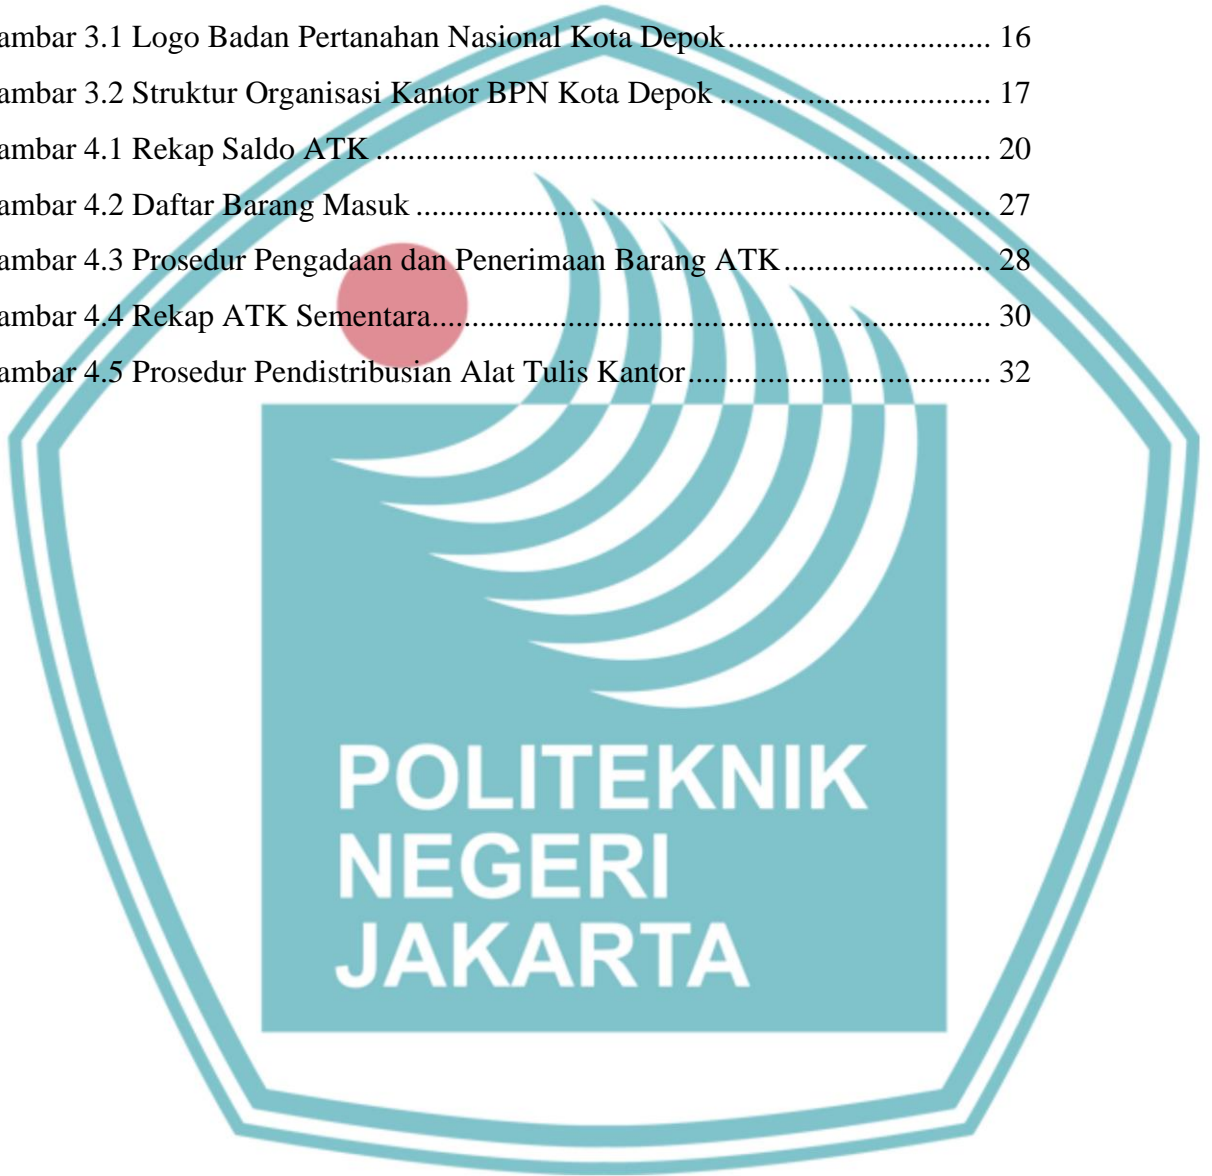 ambar 3.1 Logo Badan Pertanahan Nasional Kota Depok................................. 16
ambar 3.2 Struktur Organisasi Kantor BPN Kota Depok .................................. 17
ambar 4.1 Rekap Saldo ATK ............................................................................. 20
ambar 4.2 Daftar Barang Masuk ........................................................................ 27
ambar 4.3 Prosedur Pengadaan dan Penerimaan Barang ATK .......................... 28
ambar 4.4 Rekap ATK Sementara...................................................................... 30
ambar 4.5 Prosedur Pendistribusian Alat Tulis Kantor...................................... 32
POLITEKNIK
NEGERI
JAKARTA